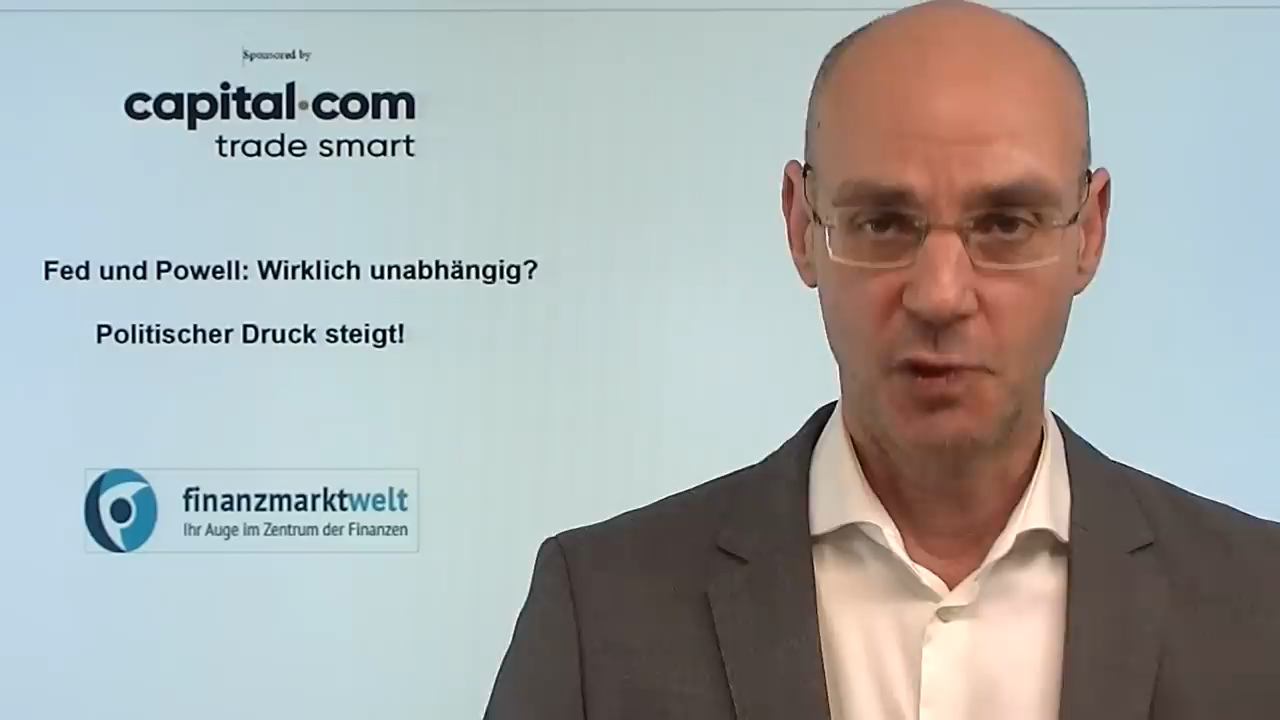 Sponsored by
capital.com
trade smart
Fed und Powell: Wirklich unabhängig?
Politischer Druck steigt!
finanzmarktwelt
Ihr Auge im Zentrum der Finanzen